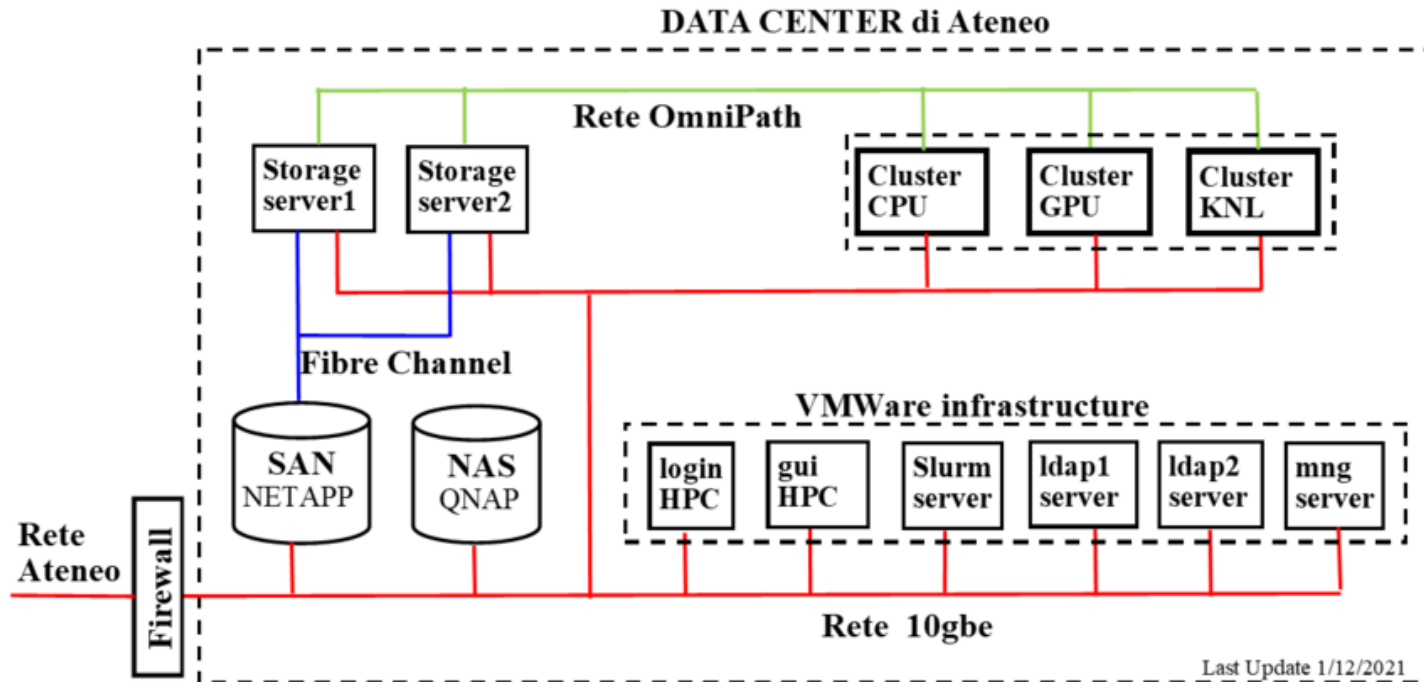 DATA CENTER di Ateneo
Rete OmniPath
Storage
server1
Storage
server2
Cluster
CPU
Cluster
GPU
Cluster
KNL
Fibre Channel
SAN
NETAPP
NAS
QNAP
VMWare infrastructure
login
HPC
gui
HPC
Slurm
server
ldap1
server
ldap2
server
mng
server
Rete
Ateneo
Firewall
Rete 10gbe
Last Update 1/12/2021